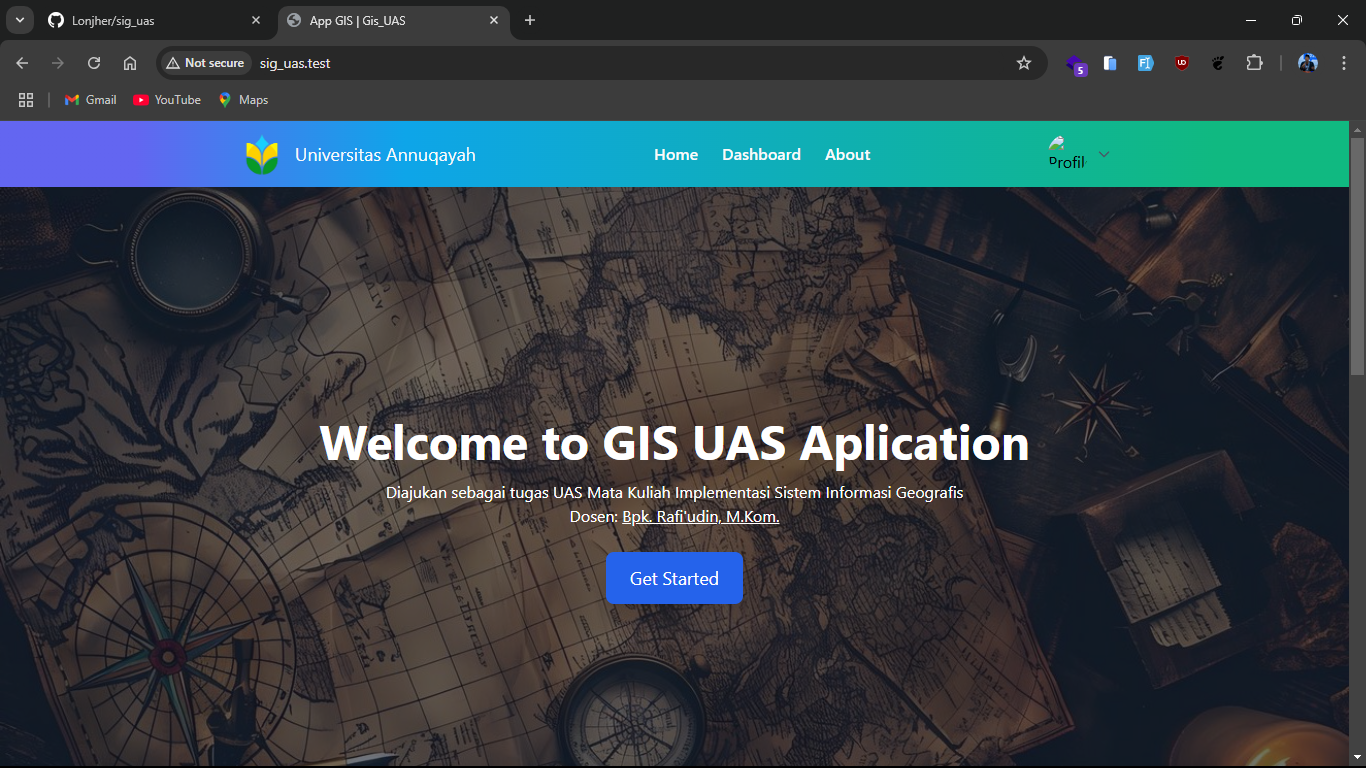 Lonjher/sig_uas
App GIS | Gis_UAS
Not secure
sig_uas.test
5
Gmail
YouTube
Maps
Universitas Annuqayah
Home
Dashboard
About
Profil
Welcome to GIS UAS Aplication
Diajukan sebagai tugas UAS Mata Kuliah Implementasi Sistem Informasi Geografis
Dosen: Bpk. Rafi'udin, M.Kom.
Get Started